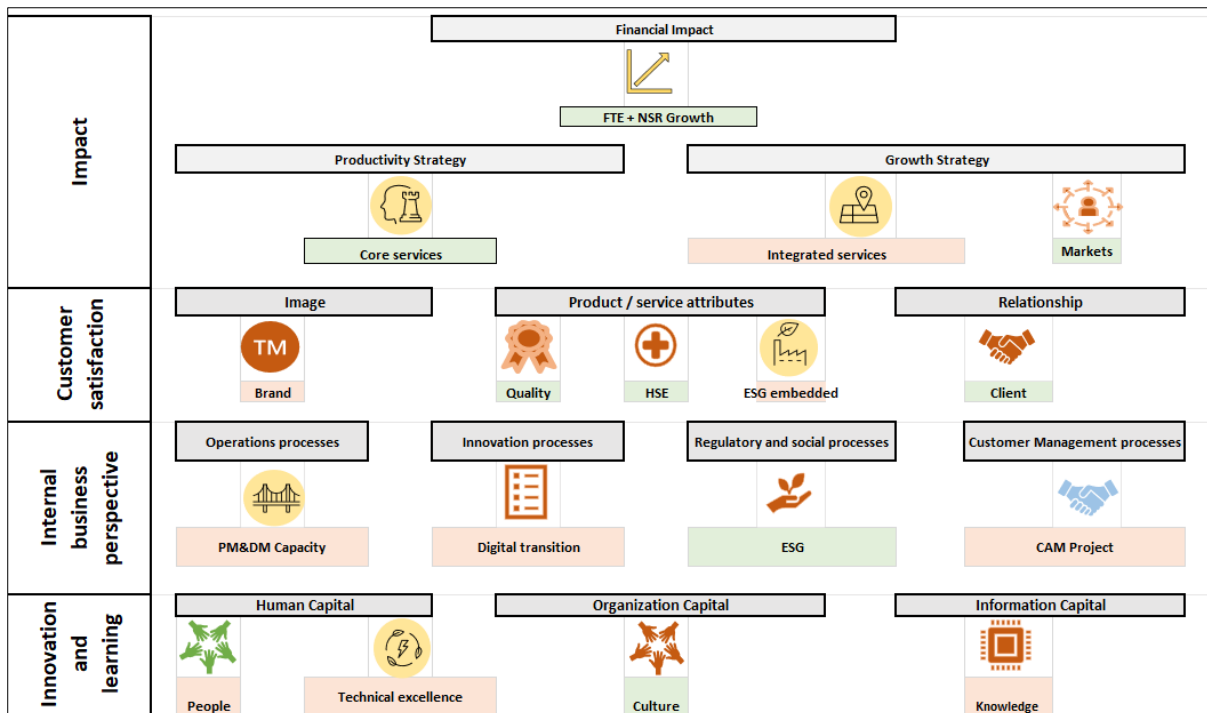 Impact
Financial Impact
FTE + NSR Growth
Productivity Strategy
Growth Strategy
Core services
Integrated services
Markets
Customer
satisfaction
Image
Product / service attributes
Relationship
TM
Brand
Quality
HSE
ESG embedded
Client
Internal
business
perspective
Operations processes
Innovation processes
Regulatory and social processes
Customer Management processes
PM&DM Capacity
Digital transition
ESG
CAM Project
Innovation
and
learning
Human Capital
Organization Capital
Information Capital
People
Technical excellence
Culture
Knowledge